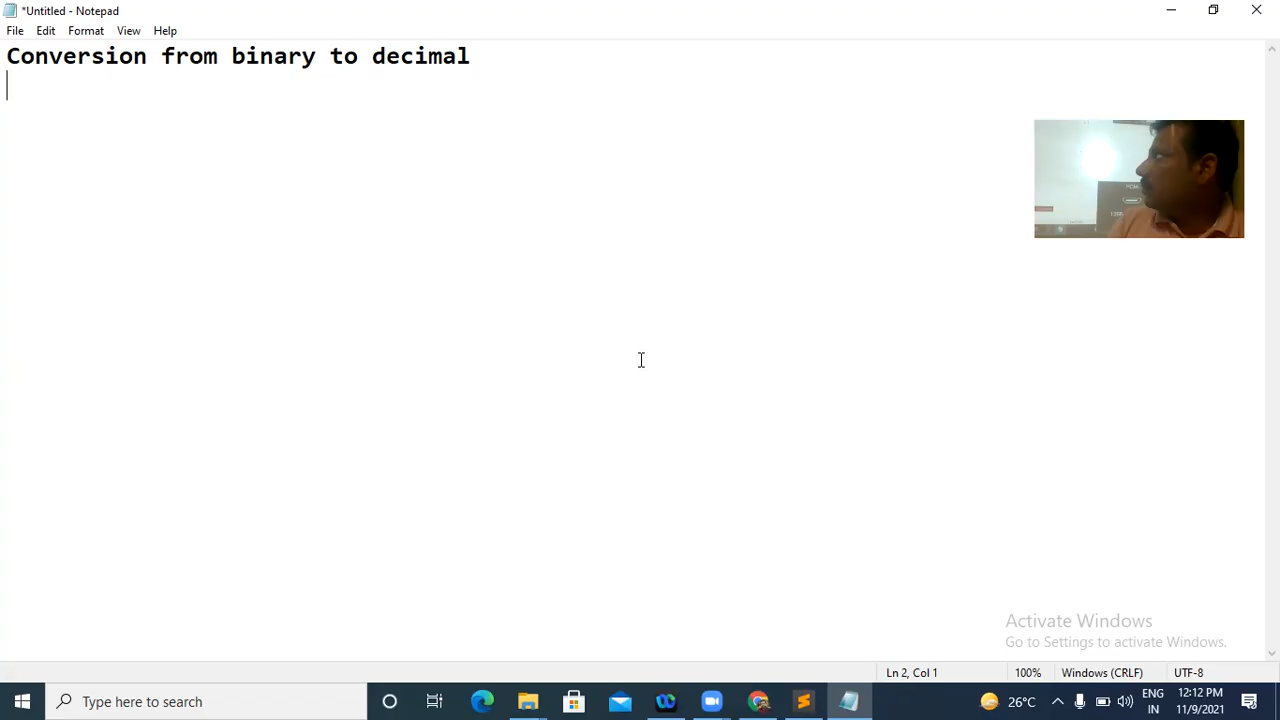 *Untitled - Notepad
File Edit Format View Help
Conversion from binary to decimal
Activate Windows
Go to Settings to activate Windows.
Ln 2, Col 1 100% Windows (CRLF) UTF-8
Type here to search
26°C
ENG
IN
12:12 PM
11/9/2021